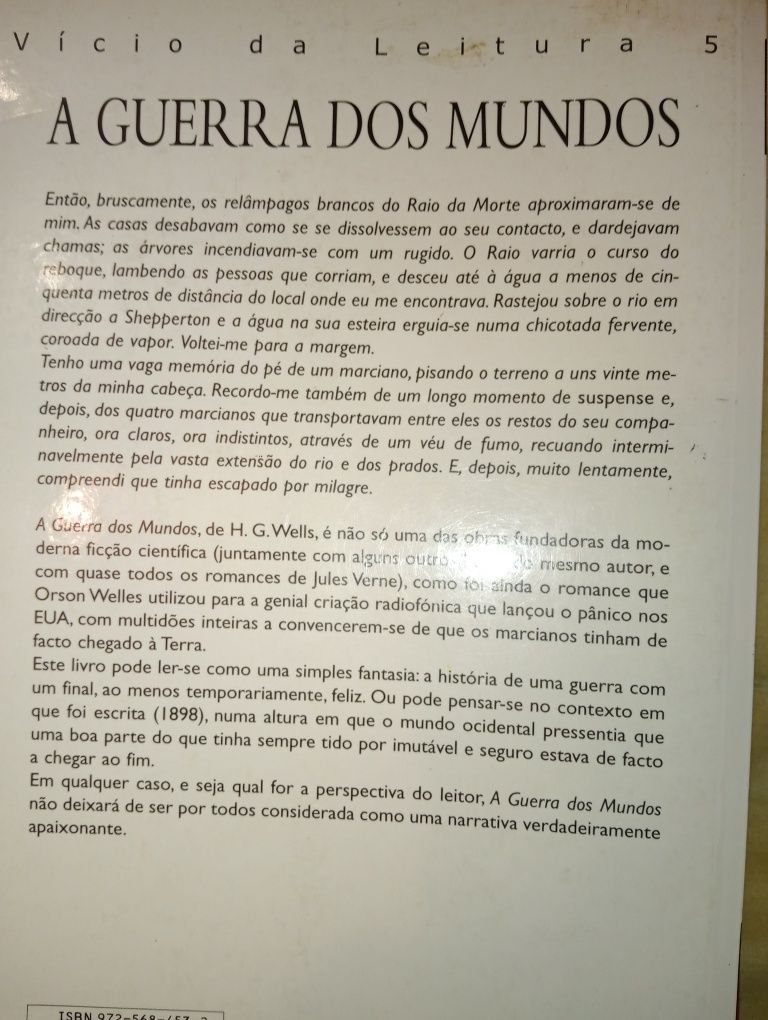 Vício da Leitura 5
A GUERRA DOS MUNDOS
Então, bruscamente, os relâmpagos brancos do Raio da Morte aproximaram-se de
mim. As casas desabavam como se se dissolvessem ao seu contacto, e dardejavam
chamas; as árvores incendiavam-se com um rugido. O Raio varria o curso do
reboque, lambendo as pessoas que corriam, e desceu até à água a menos de cin-
quenta metros de distância do local onde eu me encontrava. Rastejou sobre o rio em
direcção a Shepperton e a água na sua esteira erguia-se numa chicotada fervente,
coroada de vapor. Voltei-me para a margem.
Tenho uma vaga memória do pé de um marciano, pisando o terreno a uns vinte me-
tros da minha cabeça. Recordo-me também de um longo momento de suspense e,
depois, dos quatro marcianos que transportavam entre eles os restos do seu compa-
nheiro, ora claros, ora indistintos, através de um véu de fumo, recuando intermi-
navelmente pela vasta extensão do rio e dos prados. E, depois, muito lentamente,
compreendi que tinha escapado por milagre.
A Guerra dos Mundos, de H. G. Wells, é não só uma das obras fundadoras da mo-
derna ficção científica (juntamente com alguns outro mesmo autor, e
com quase todos os romances de Jules Verne), como foi ainda o romance que
Orson Welles utilizou para a genial criação radiofónica que lançou o pânico nos
EUA, com multidões inteiras a convencerem-se de que os marcianos tinham de
facto chegado à Terra.
Este livro pode ler-se como uma simples fantasia: a história de uma guerra com
um final, ao menos temporariamente, feliz. Ou pode pensar-se no contexto em
que foi escrita (1898), numa altura em que o mundo ocidental pressentia que
uma boa parte do que tinha sempre tido por imutável e seguro estava de facto
a chegar ao fim.
Em qualquer caso, e seja qual for a perspectiva do leitor, A Guerra dos Mundos
não deixará de ser por todos considerada como uma narrativa verdadeiramente
apaixonante.
ISBN